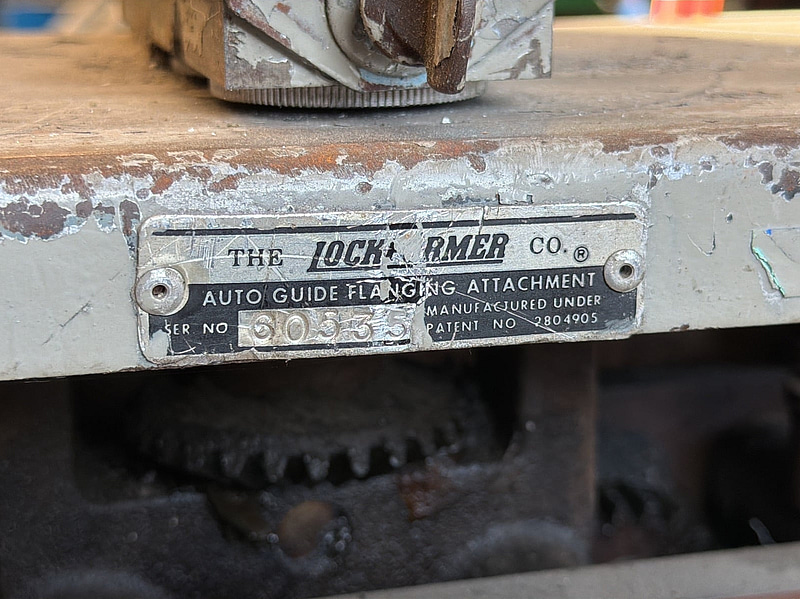 THE LOCKFORMER CO.®
AUTO GUIDE FLANGING ATTACHMENT
SER NO 60535
MANUFACTURED UNDER
PATENT NO 2804905